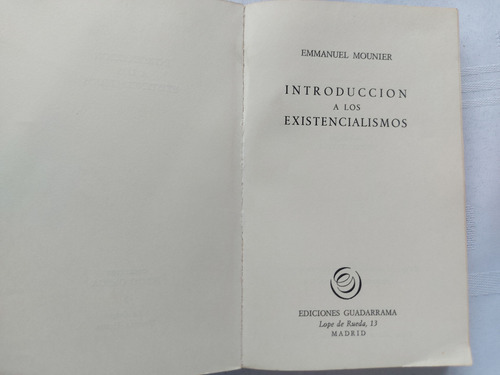 EMMANUEL MOUNIER
INTRODUCCION
A LOS
EXISTENCIALISMOS
EDICIONES GUADARRAMA
Lope de Rueda, 13
MADRID